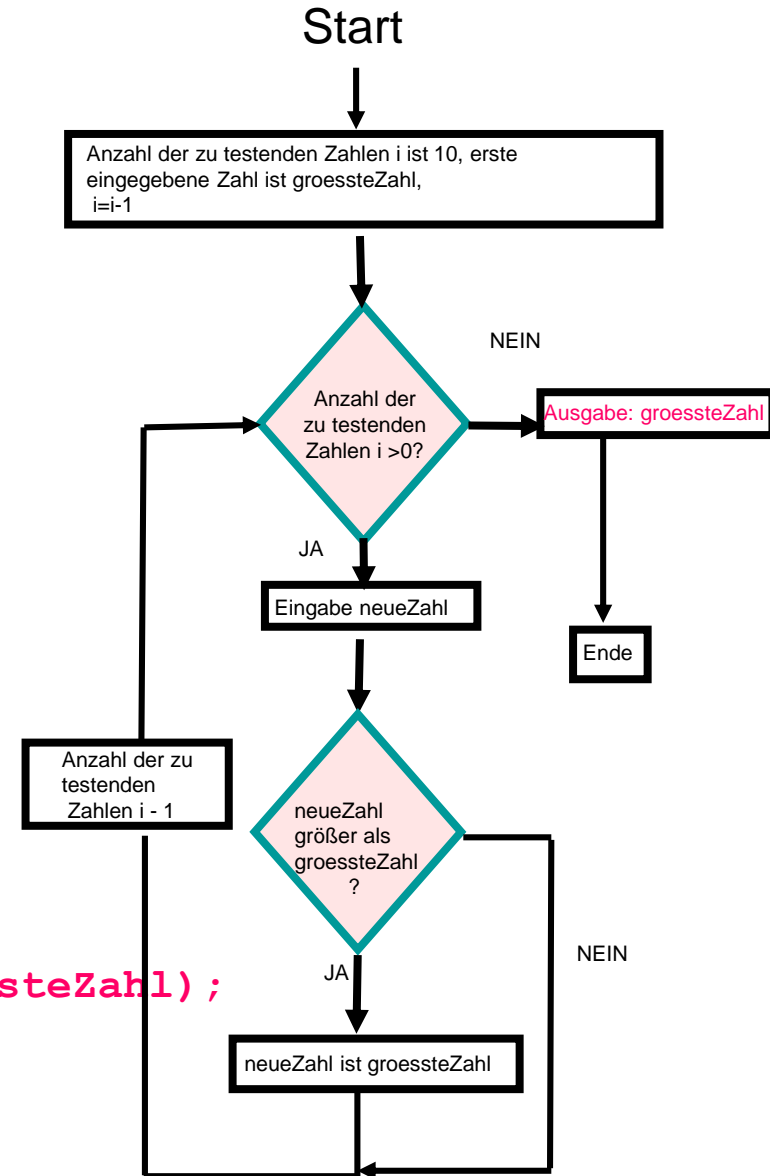 Start
Anzahl der zu testenden Zahlen i ist 10, erste
eingegebene Zahl ist groessteZahl,
i=i-1
NEIN
Anzahl der
zu testenden
Zahlen i >0?
Ausgabe: groessteZahl
JA
Eingabe neueZahl
Ende
Anzahl der zu
testenden
Zahlen i - 1
neueZahl
größer als
groessteZahl
?
NEIN
JA
steZahl);
neueZahl ist groessteZahl